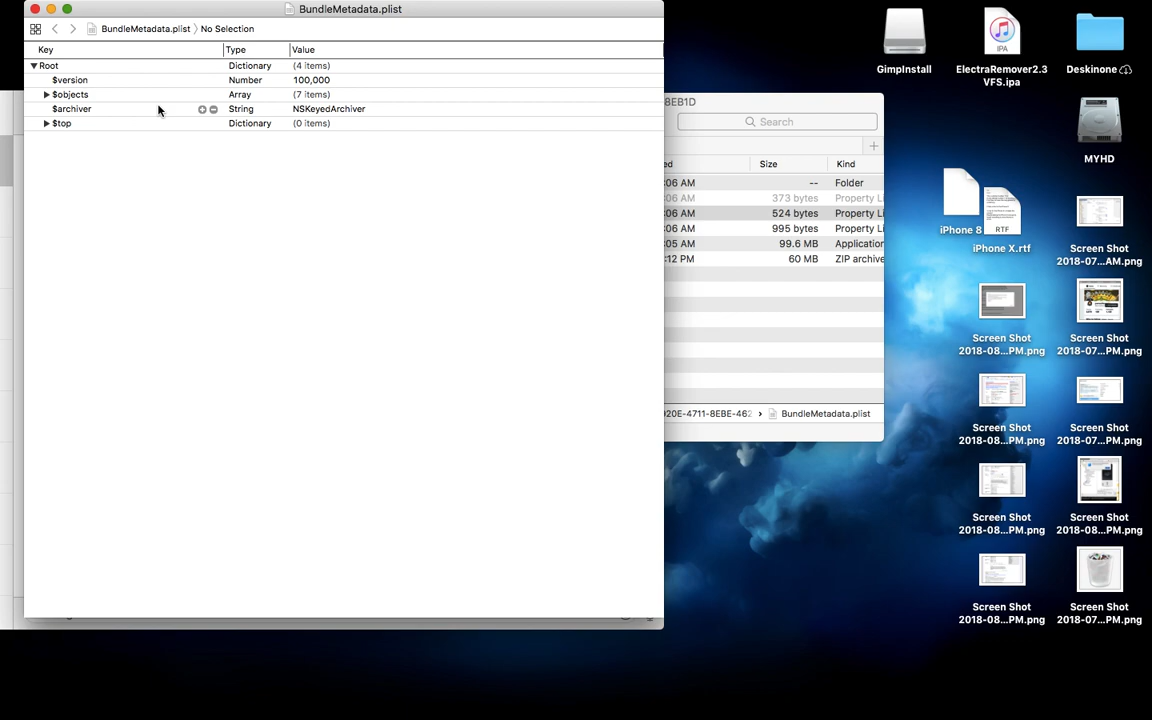 BundleMetadata.plist
BundleMetadata.plist 〉 No Selection
Key Type Value
Root Dictionary (4 items)
$version Number 100,000
$objects Array (7 items)
$archiver String NSKeyedArchiver
$top Dictionary (0 items)
8EB1D
Search
ed Size Kind
:06 AM -- Folder
:06 AM 373 bytes Property Li
:06 AM 524 bytes Property Li
:06 AM 995 bytes Property Li
:05 AM 99.6 MB Application
:12 PM 60 MB ZIP archive
020E-4711-8EBE-462 › BundleMetadata.plist
GimpInstall
IPA
ElectraRemover2.3
VFS.ipa
Deskinone
MYHD
iPhone 8
RTF
iPhone X.rtf
Screen Shot
2018-07...AM.png
Screen Shot
2018-08...PM.png
Screen Shot
2018-07...PM.png
Screen Shot
2018-08...PM.png
Screen Shot
2018-07...PM.png
Screen Shot
2018-08...PM.png
Screen Shot
2018-08...PM.png
Screen Shot
2018-08...PM.png
Screen Shot
2018-07...PM.png